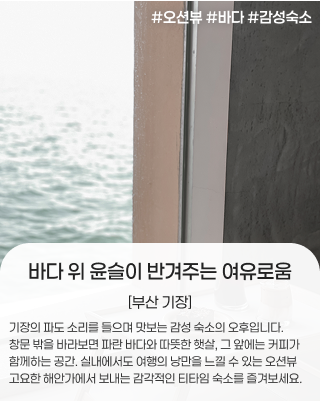 #오션뷰 #바다 #감성숙소
바다 위 윤슬이 반겨주는 여유로움
[부산 기장]
기장의 파도 소리를 들으며 맛보는 감성 숙소의 오후입니다.
창문 밖을 바라보면 파란 바다와 따뜻한 햇살, 그 앞에는 커피가
함께하는 공간. 실내에서도 여행의 낭만을 느낄 수 있는 오션뷰
고요한 해안가에서 보내는 감각적인 티타임 숙소를 즐겨보세요.